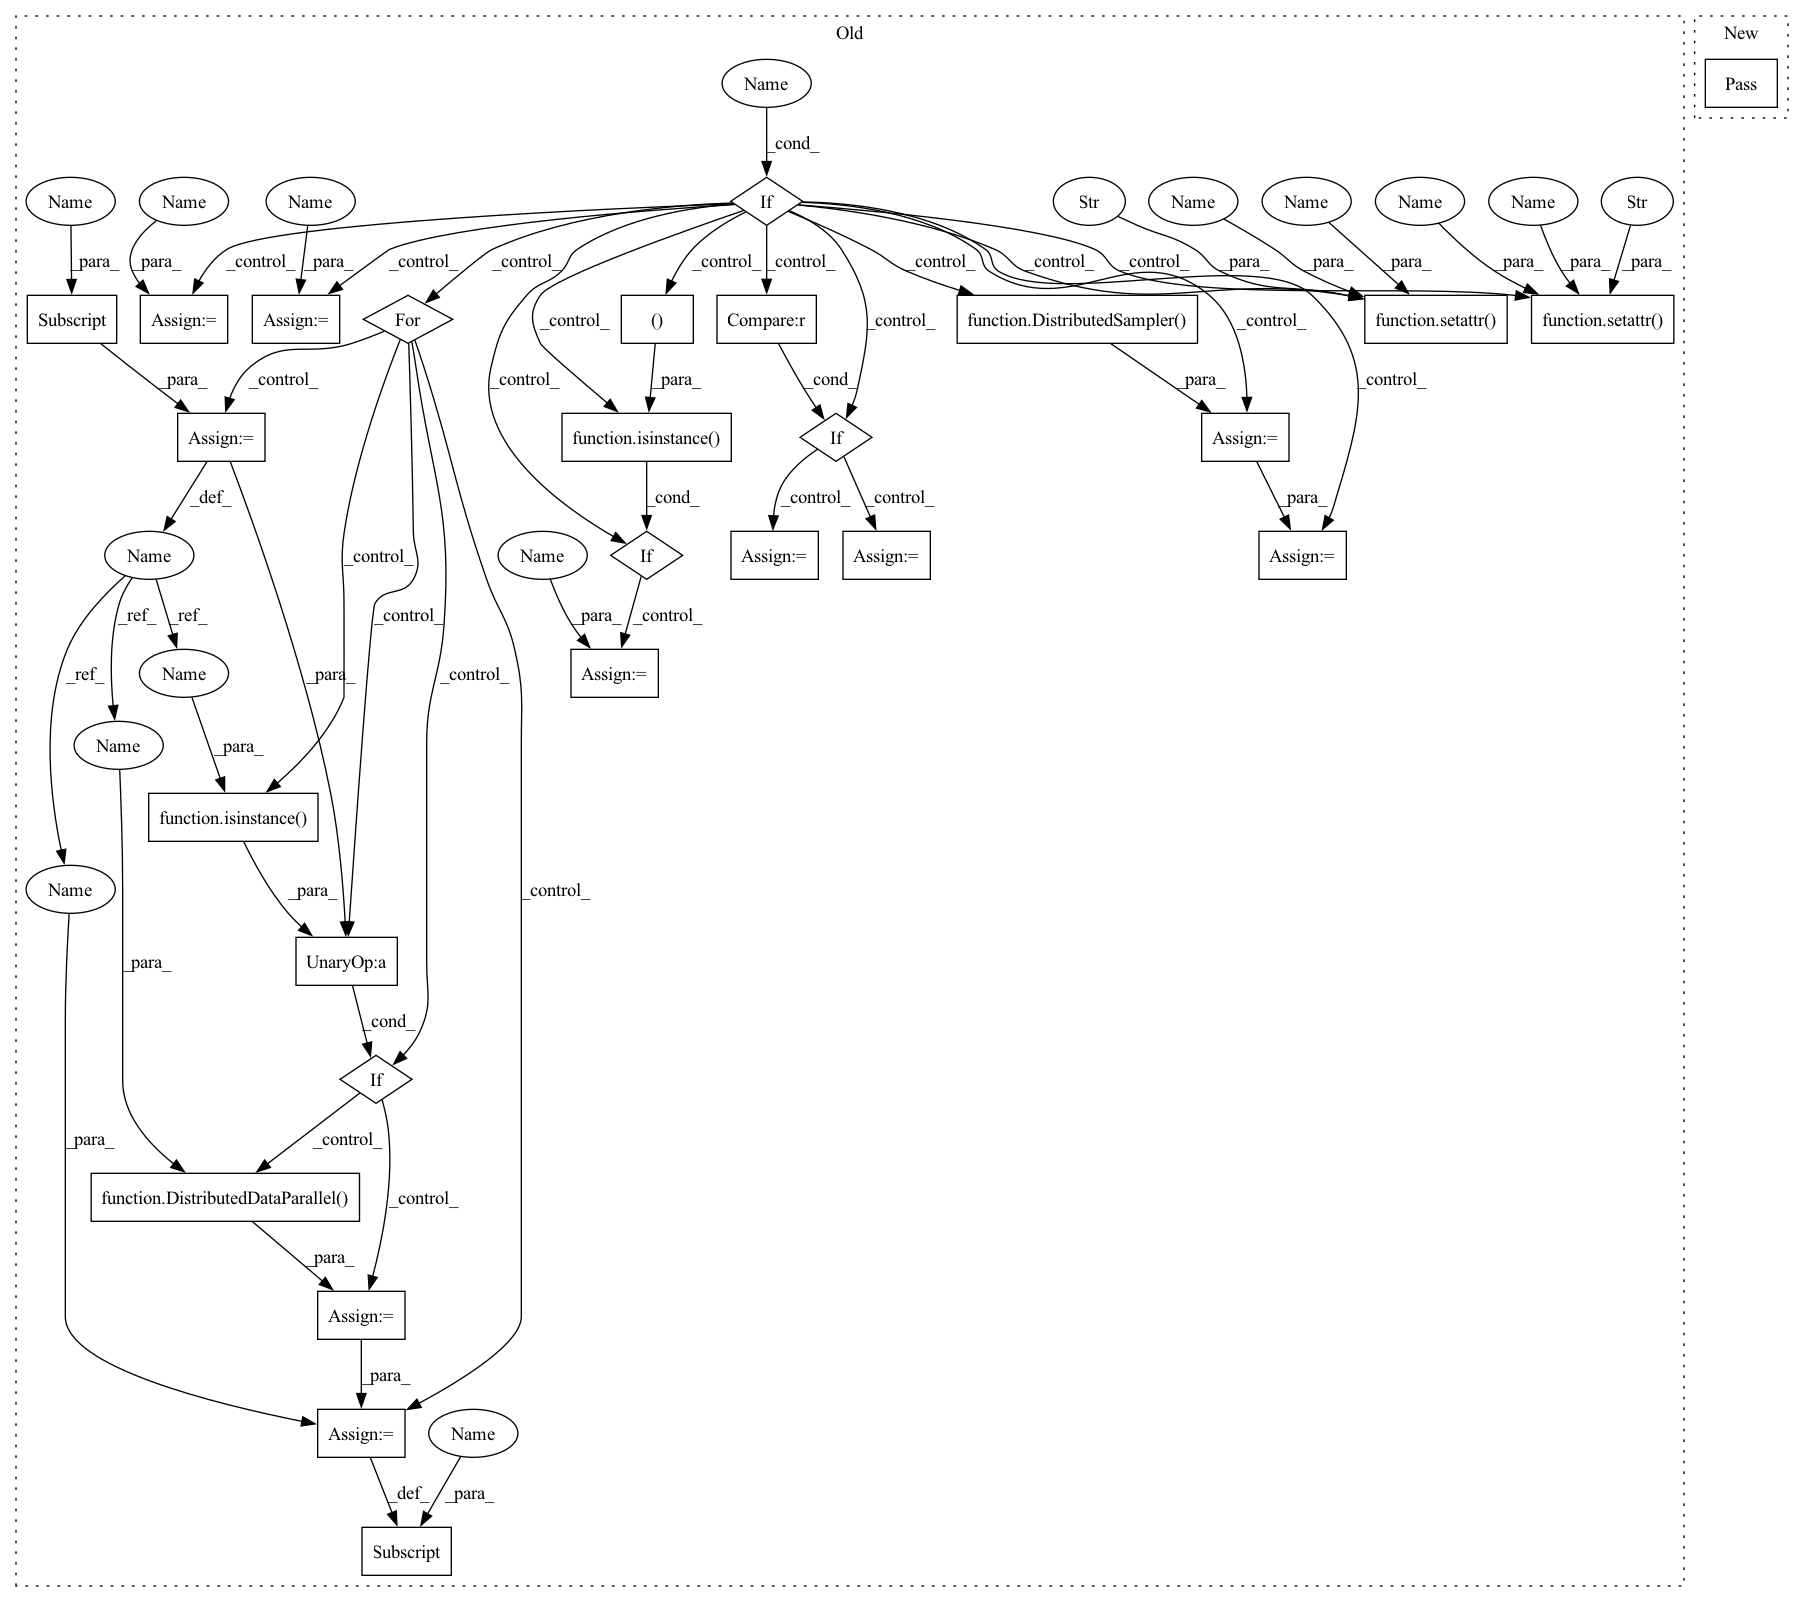 Old
New
Name
Pass
_cond_
Name
Name
Name
If
Str
Name
Name
Name
Name
Str
_para_
_para_
_control_
_para_
_control_
_control_
_control_
_control_
_control_
_control_
_control_
_para_
_para_
_para_
_para_
_para_
Subscript
Assign:=
Assign:=
For
_control_
()
Compare:r
_control_
function.DistributedSampler()
_control_
function.setattr()
function.setattr()
_para_
_control_
_control_
_para_
_cond_
_para_
_control_
Assign:=
function.isinstance()
If
Assign:=
_def_
_cond_
_control_
_control_
_para_
Name
_control_
Name
If
Assign:=
Assign:=
Assign:=
_ref_
_ref_
_control_
_para_
_control_
_ref_
Name
_para_
_control_
Assign:=
Name
_para_
function.isinstance()
Name
_para_
_control_
_para_
UnaryOp:a
_cond_
If
_para_
_control_
function.DistributedDataParallel()
_control_
_para_
Assign:=
_para_
Assign:=
Name
_def_
_para_
Subscript